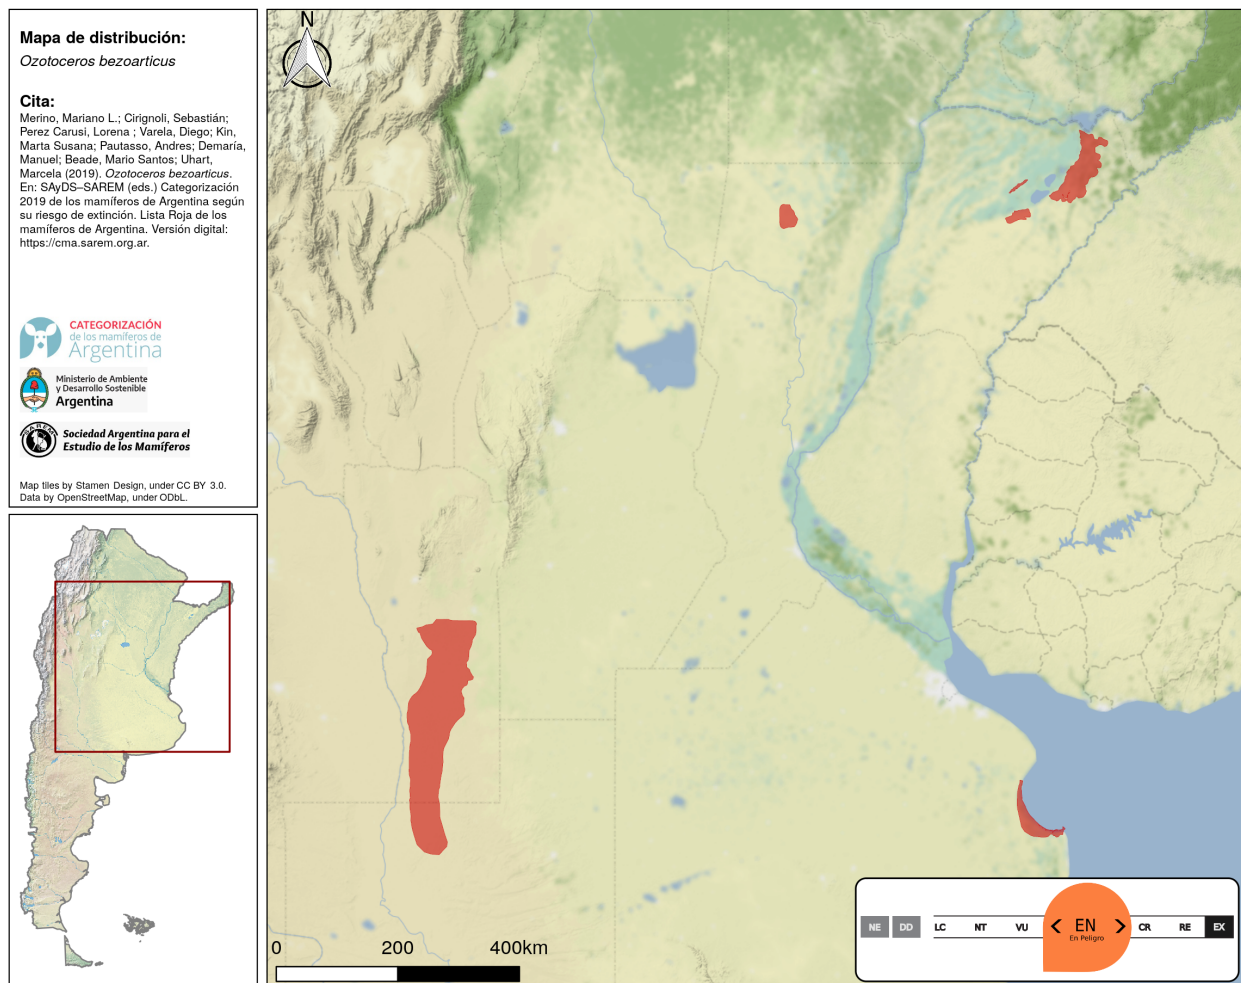 Mapa de distribución:
Ozotoceros bezoarticus
Cita:
Merino, Mariano L.; Cirignoli, Sebastián;
Perez Carusi, Lorena ; Varela, Diego; Kin,
Marta Susana; Pautasso, Andres; Demaría,
Manuel; Beade, Mario Santos; Uhart,
Marcela (2019). Ozotoceros bezoarticus.
En: SAyDS–SAREM (eds.) Categorización
2019 de los mamíferos de Argentina según
su riesgo de extinción. Lista Roja de los
mamíferos de Argentina. Versión digital:
https://cma.sarem.org.ar.
CATEGORIZACIÓN
de los mamíferos de
Argentina
Ministerio de Ambiente
y Desarrollo Sostenible
Argentina
SAREM
Sociedad Argentina para el
Estudio de los Mamíferos
Map tiles by Stamen Design, under CC BY 3.0.
Data by OpenStreetMap, under ODbL.
N
0 200 400km
NE DD LC NT VU < EN > CR RE EX
En Peligro